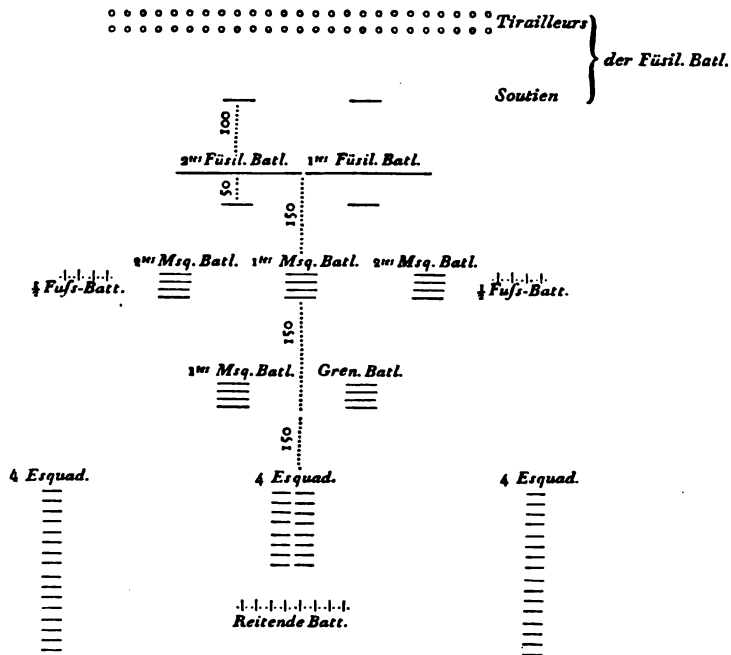 Tirailleurs
der Füsil. Batl.
Soutien
100
2tes Füsil. Batl. 1tes Füsil. Batl.
50
150
2tes Msq. Batl. 1tes Msq. Batl. 2tes Msq. Batl.
½ Fuſs-Batt. ½ Fuſs-Batt.
150
1tes Msq. Batl. Gren. Batl.
150
4 Esquad. 4 Esquad. 4 Esquad.
Reitende Batt.